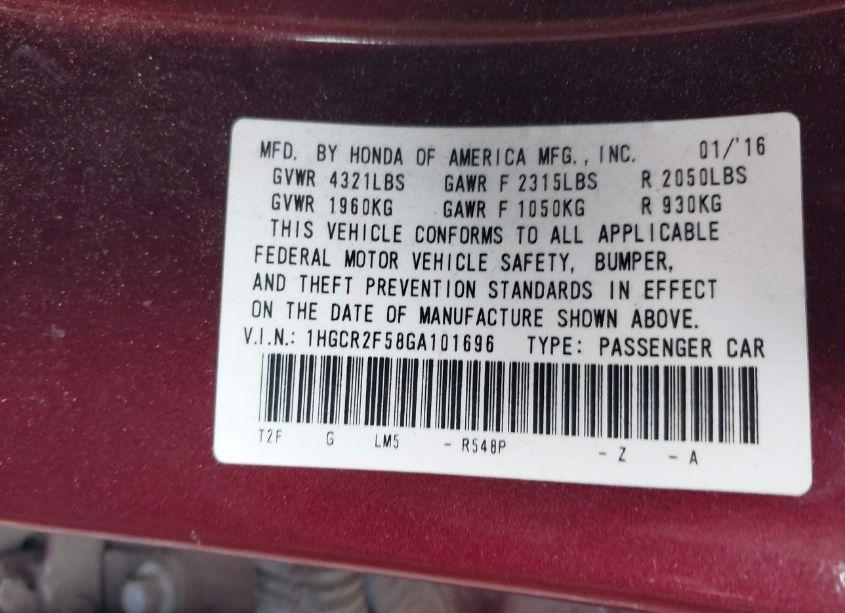 MFD. BY HONDA OF AMERICA MFG., INC. 01/'16
GVWR 4321LBS GAWR F 2315LBS R 2050LBS
GVWR 1960KG GAWR F 1050KG R 930KG
THIS VEHICLE CONFORMS TO ALL APPLICABLE
FEDERAL MOTOR VEHICLE SAFETY, BUMPER,
AND THEFT PREVENTION STANDARDS IN EFFECT
ON THE DATE OF MANUFACTURE SHOWN ABOVE.
V.I.N.: 1HGCR2F58GA101696 TYPE: PASSENGER CAR
T2F G LM5 - R548P - Z - A